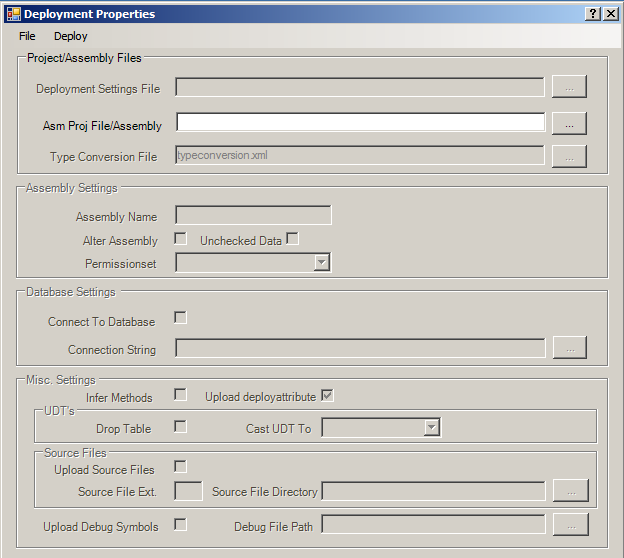 Deployment Properties
File Deploy
Project/Assembly Files
Deployment Settings File ...
Asm Proj File/Assembly ...
Type Conversion File typeconversion.xml ...
Assembly Settings
Assembly Name
Alter Assembly Unchecked Data
Permissionset
Database Settings
Connect To Database
Connection String ...
Misc. Settings
Infer Methods Upload deployattribute
UDT's
Drop Table Cast UDT To
Source Files
Upload Source Files
Source File Ext. Source File Directory ...
Upload Debug Symbols Debug File Path ...